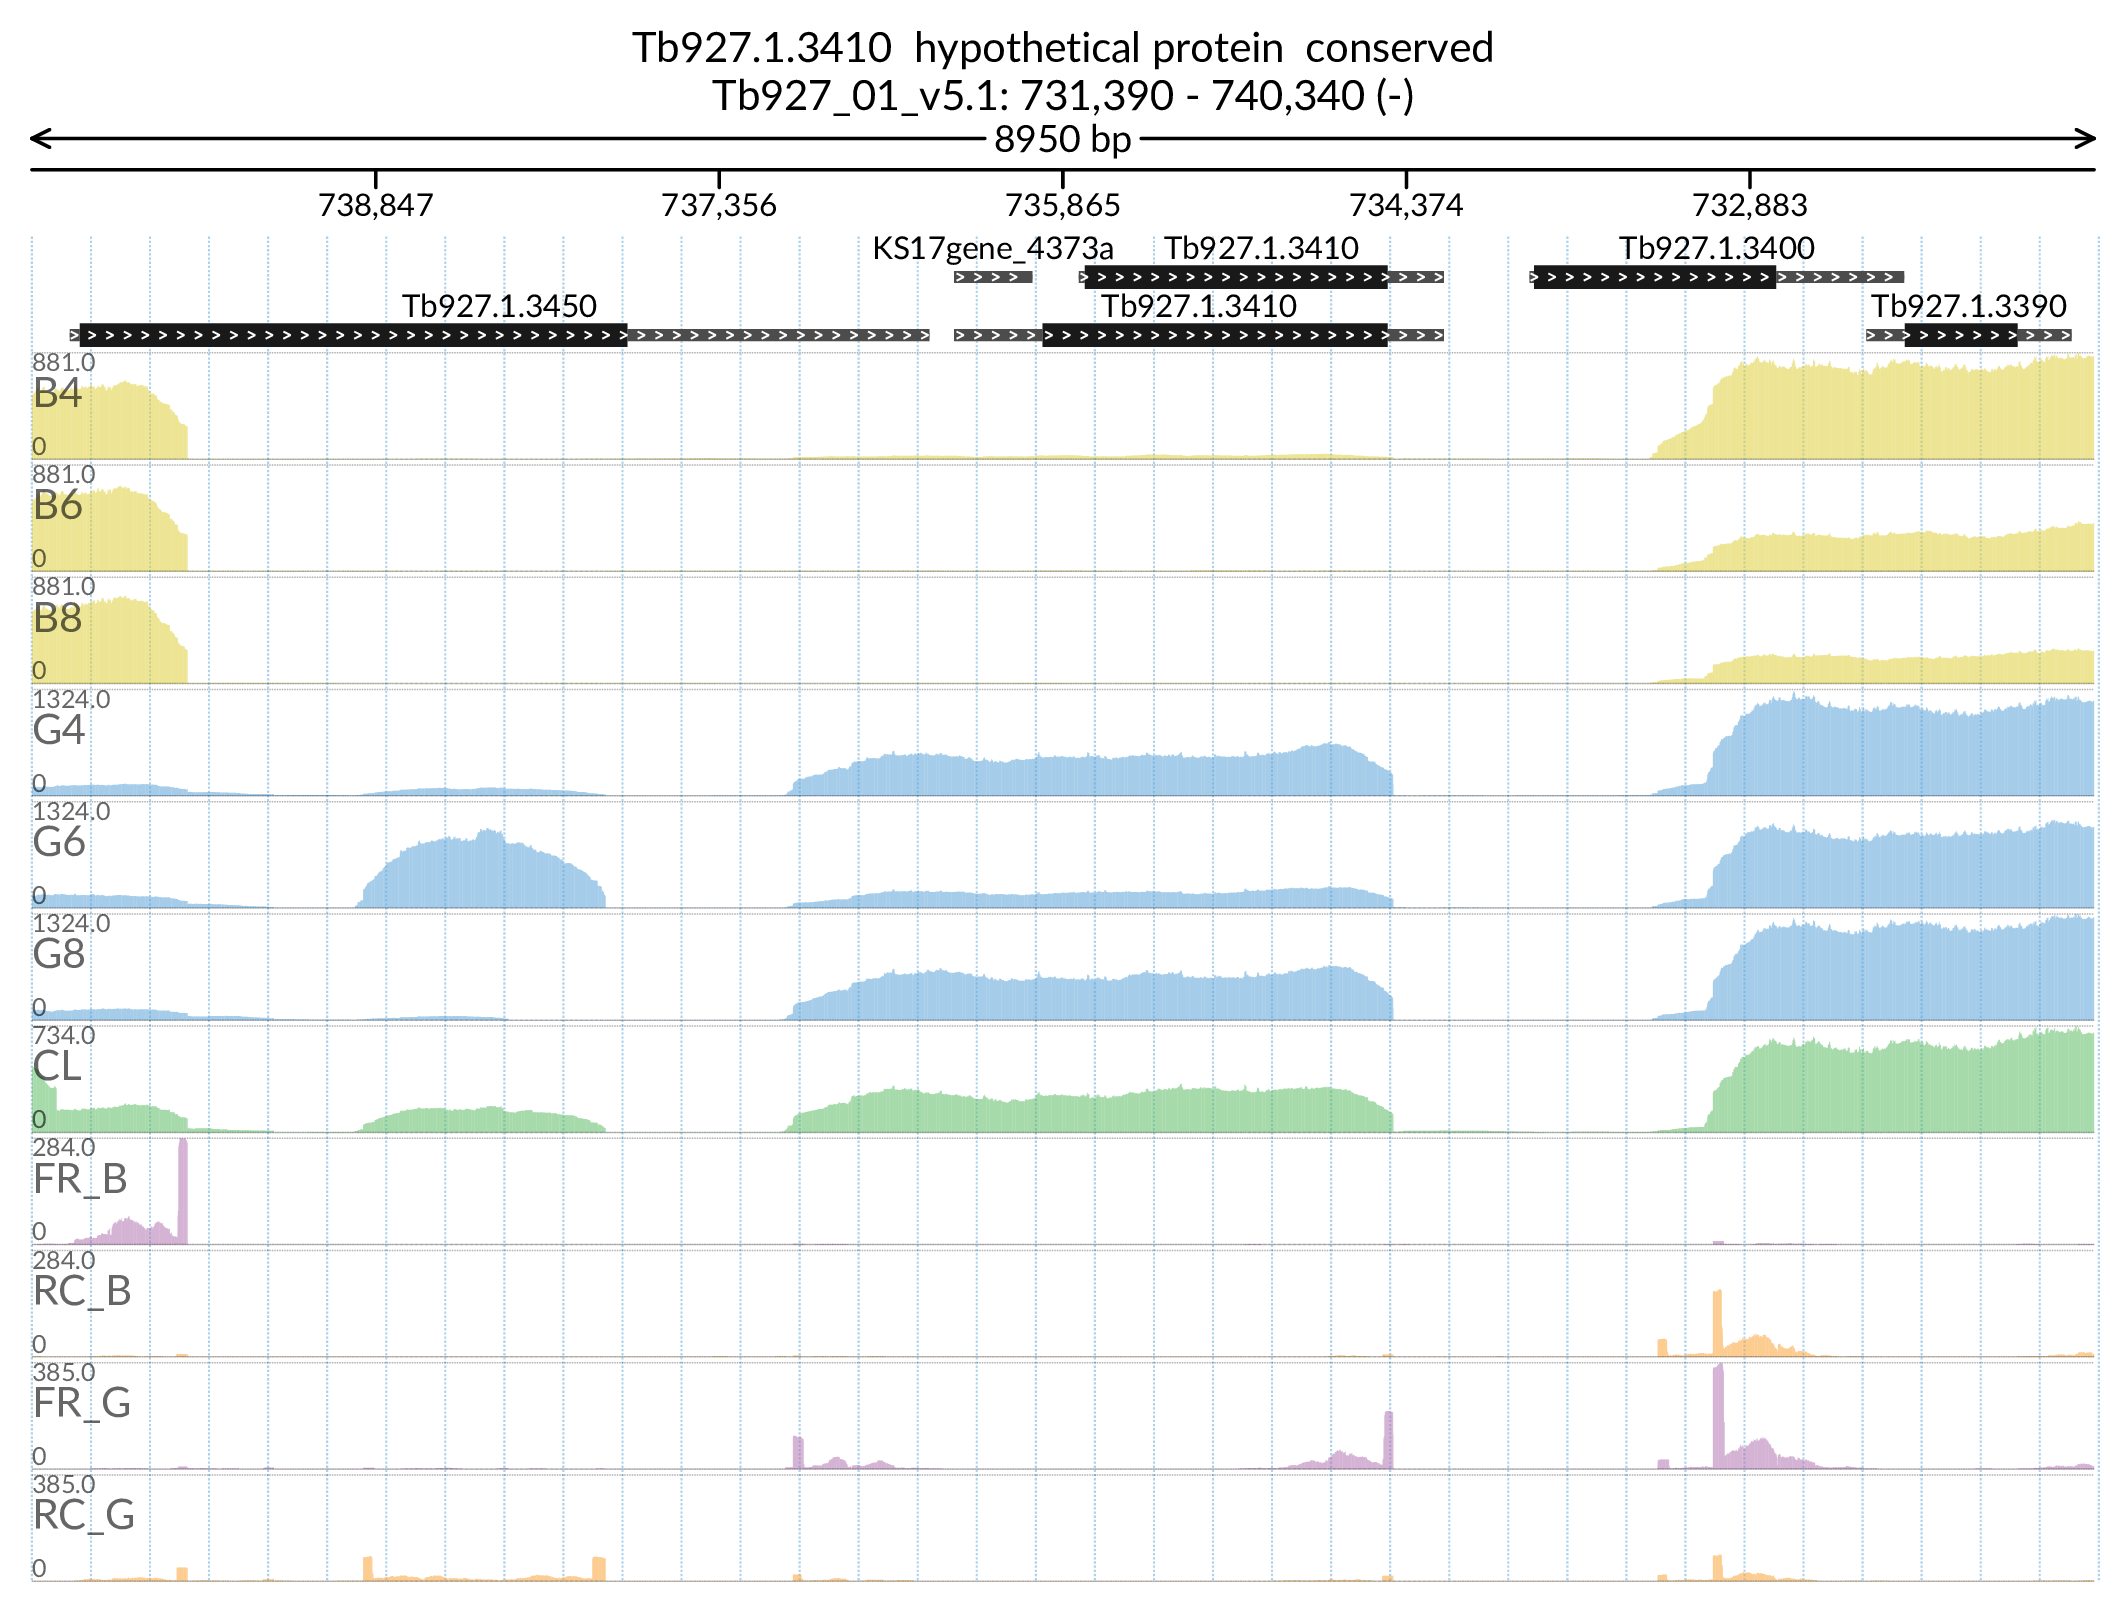 Tb927.1.3410  hypothetical protein  conserved
Tb927_01_v5.1: 731,390 - 740,340 (-)
8950 bp
738,847 737,356 735,865 734,374 732,883
KS17gene_4373a Tb927.1.3410 Tb927.1.3400
Tb927.1.3450 Tb927.1.3410 Tb927.1.3390
881.0
B4
0
881.0
B6
0
881.0
B8
0
1324.0
G4
0
1324.0
G6
0
1324.0
G8
0
734.0
CL
0
284.0
FR_B
0
284.0
RC_B
0
385.0
FR_G
0
385.0
RC_G
0